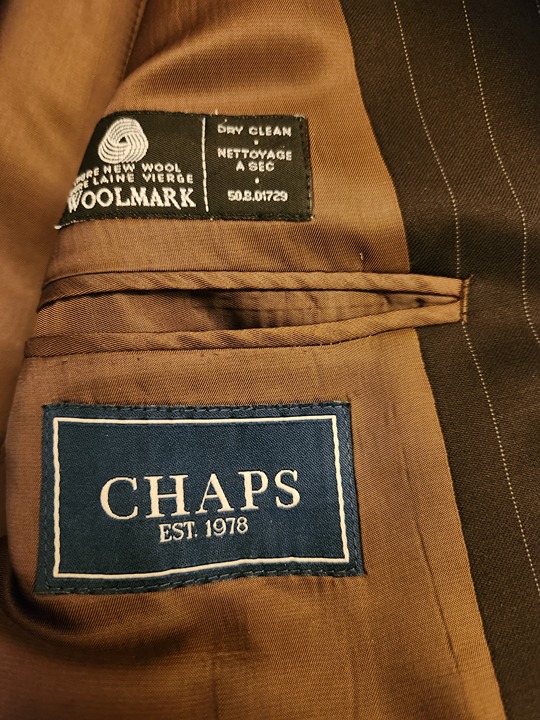 NEW WOOL
LAINE VIERGE
WOOLMARK
DRY CLEAN
•
NETTOYAGE
A SEC
•
50.B.01729
CHAPS
EST. 1978